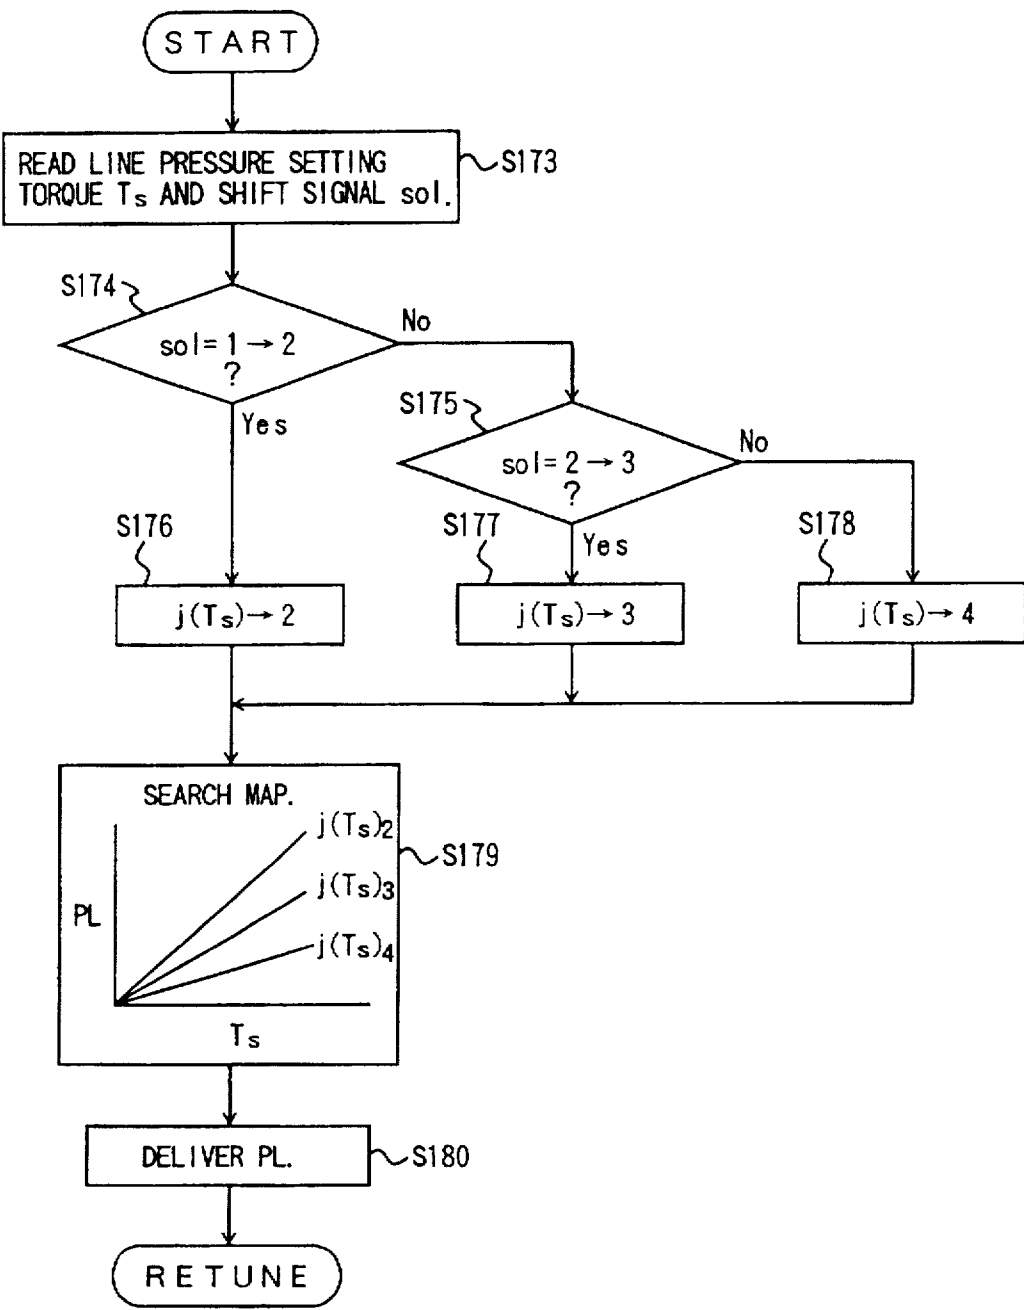 START
READ LINE PRESSURE SETTING
TORQUE Ts AND SHIFT SIGNAL sol.
S173
S174
sol=1→2
?
No
Yes
S175
sol=2→3
?
No
Yes
S176
j(Ts)→2
S177
j(Ts)→3
S178
j(Ts)→4
SEARCH MAP.
j(Ts)2
j(Ts)3
j(Ts)4
PL
Ts
S179
DELIVER PL.
S180
RETUNE